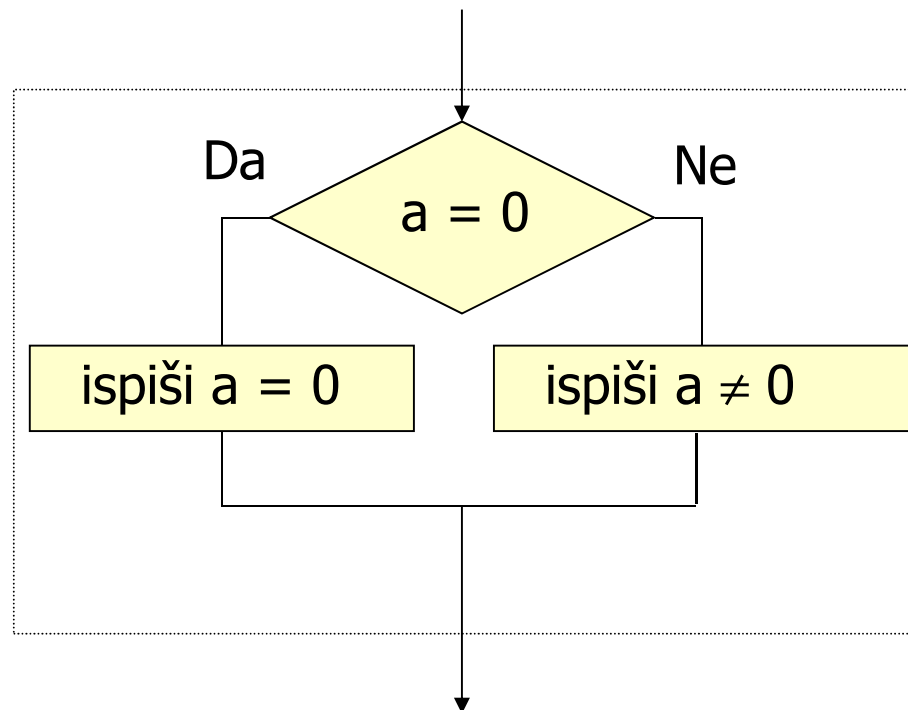 Da
Ne
a = 0
ispiši a = 0
ispiši a ≠ 0